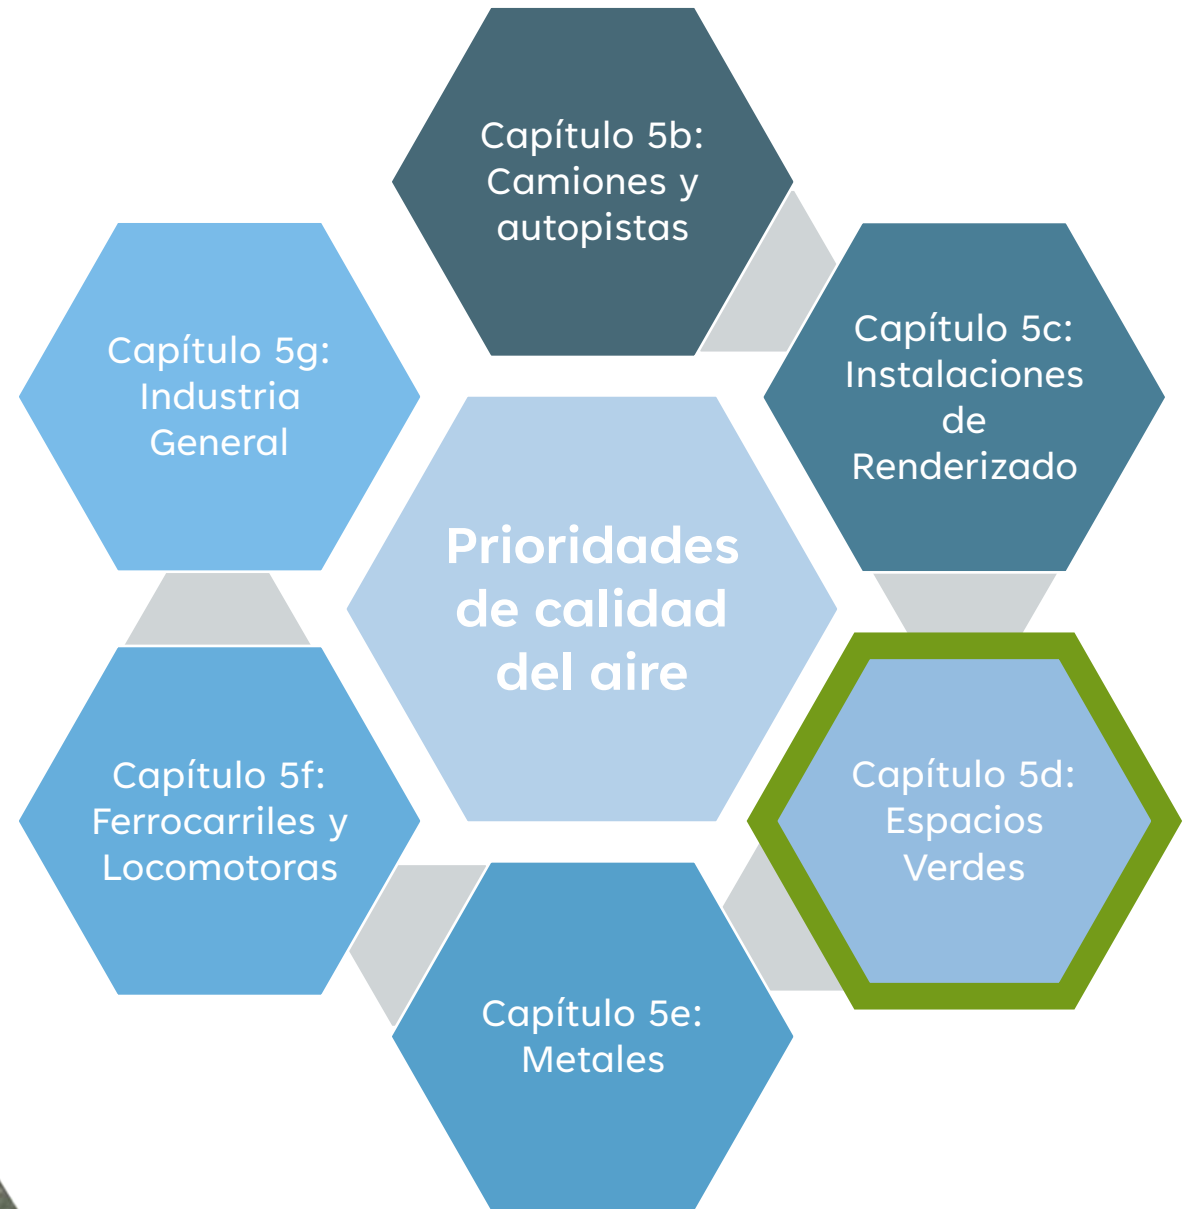 Capítulo 5b:
Camiones y
autopistas
Capítulo 5c:
Instalaciones
de
Renderizado
Capítulo 5g:
Industria
General
Prioridades
de calidad
del aire
Capítulo 5d:
Espacios
Verdes
Capítulo 5f:
Ferrocarriles y
Locomotoras
Capítulo 5e:
Metales